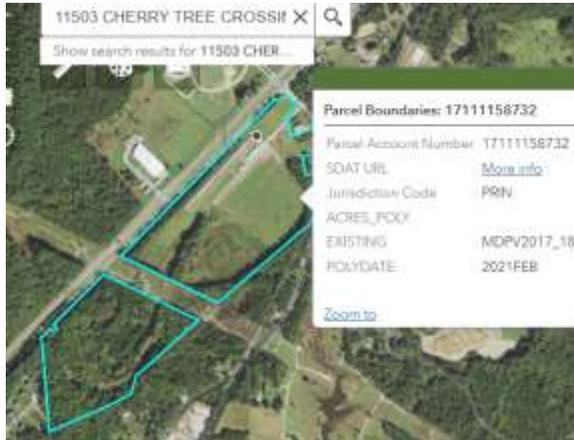 11503 CHERRY TREE CROSSIN
Show search results for 11503 CHER...
Parcel Boundaries: 17111158732
Parcel Account Number 17111158732
SDAT URL More info
Jurisdiction Code PRIN
ACRES_POLY
EXISTING MDPV2017_18
POLYDATE 2021FEB
Zoom to